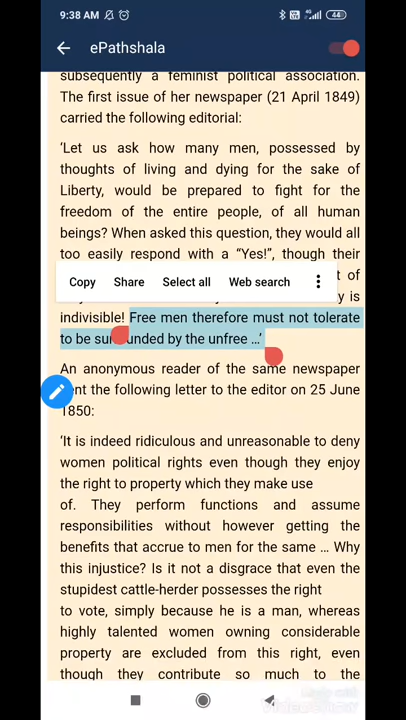 9:38 AM
4G
44
ePathshala
subsequently a feminist political association.
The first issue of her newspaper (21 April 1849)
carried the following editorial:
‘Let us ask how many men, possessed by
thoughts of living and dying for the sake of
Liberty, would be prepared to fight for the
freedom of the entire people, of all human
beings? When asked this question, they would all
too easily respond with a “Yes!”, though their
of
Copy Share Select all Web search
is
indivisible! Free men therefore must not tolerate
to be surrounded by the unfree …’
An anonymous reader of the same newspaper
sent the following letter to the editor on 25 June
1850:
‘It is indeed ridiculous and unreasonable to deny
women political rights even though they enjoy
the right to property which they make use
of. They perform functions and assume
responsibilities without however getting the
benefits that accrue to men for the same … Why
this injustice? Is it not a disgrace that even the
stupidest cattle-herder possesses the right
to vote, simply because he is a man, whereas
highly talented women owning considerable
property are excluded from this right, even
though they contribute so much to the